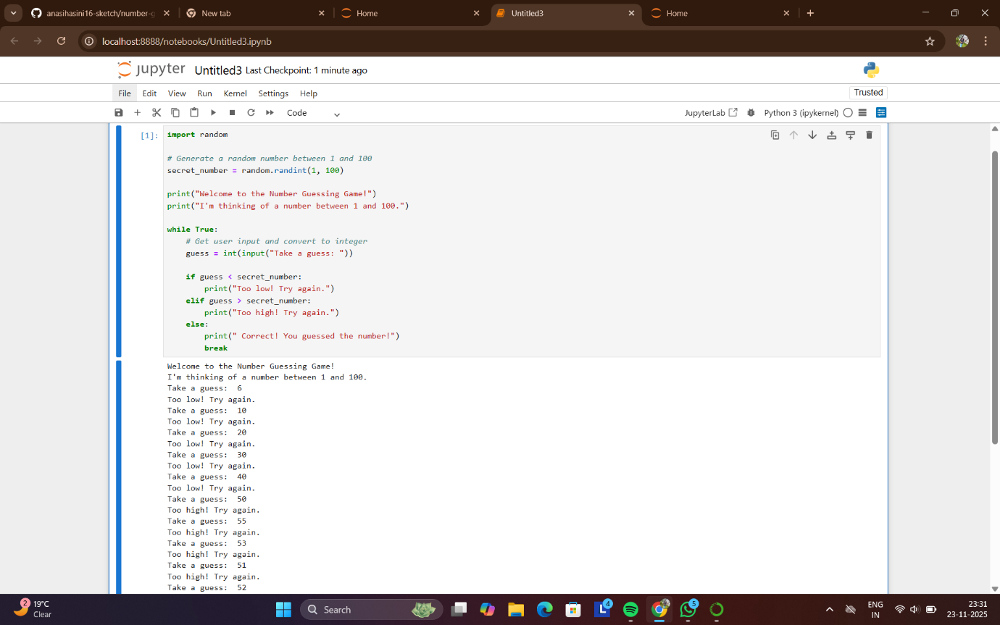 anasihasini16-sketch/number-g
New tab
Home
Untitled3
Home
localhost:8888/notebooks/Untitled3.ipynb
jupyter Untitled3 Last Checkpoint: 1 minute ago
File Edit View Run Kernel Settings Help
Trusted
Code
JupyterLab
Python 3 (ipykernel)
[1]:
import random
# Generate a random number between 1 and 100
secret_number = random.randint(1, 100)
print("Welcome to the Number Guessing Game!")
print("I'm thinking of a number between 1 and 100.")
while True:
    # Get user input and convert to integer
    guess = int(input("Take a guess: "))
    if guess < secret_number:
        print("Too low! Try again.")
    elif guess > secret_number:
        print("Too high! Try again.")
    else:
        print(" Correct! You guessed the number!")
        break
Welcome to the Number Guessing Game!
I'm thinking of a number between 1 and 100.
Take a guess:  6
Too low! Try again.
Take a guess:  10
Too low! Try again.
Take a guess:  20
Too low! Try again.
Take a guess:  30
Too low! Try again.
Take a guess:  40
Too low! Try again.
Take a guess:  50
Too high! Try again.
Take a guess:  55
Too high! Try again.
Take a guess:  53
Too high! Try again.
Take a guess:  51
Too high! Try again.
Take a guess:  52
2
19°C
Clear
Search
L
4
5
ENG
IN
23:31
23-11-2025